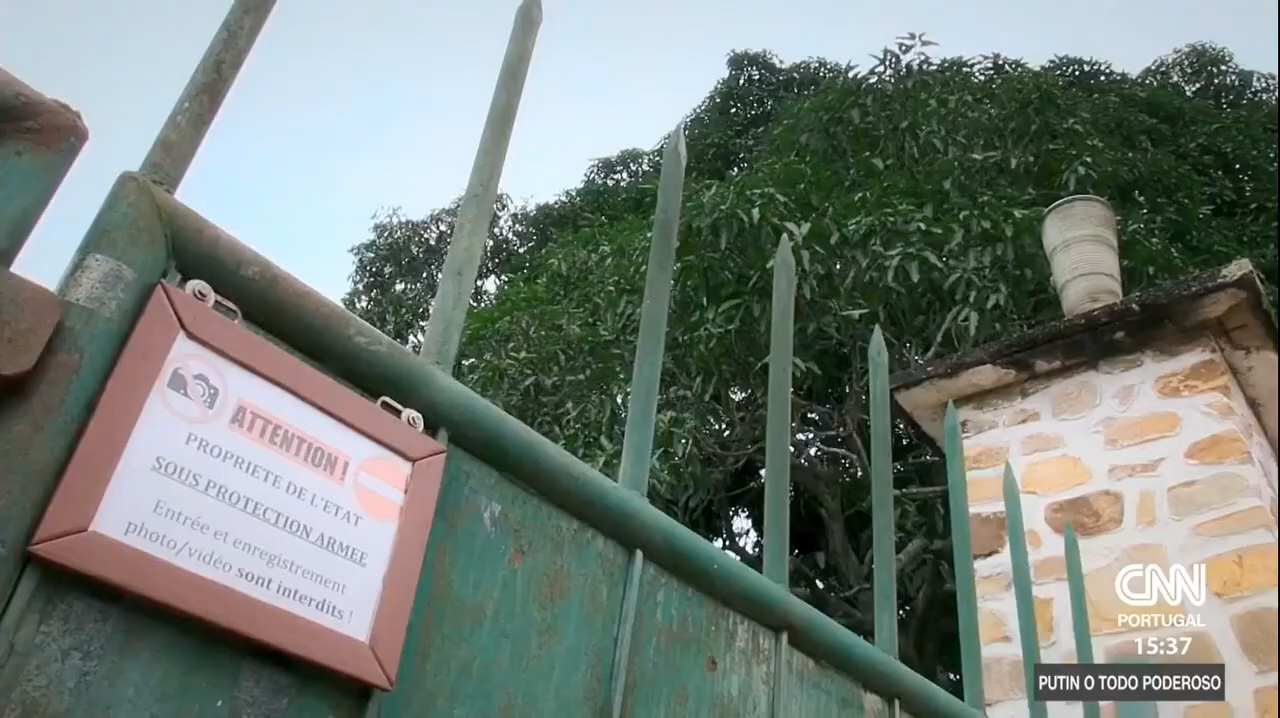 ATTENTION !
PROPRIETE DE L'ETAT
SOUS PROTECTION ARMEE
Entrée et enregistrement
photo/vidéo sont interdits !
CNN
PORTUGAL
15:37
PUTIN O TODO PODEROSO